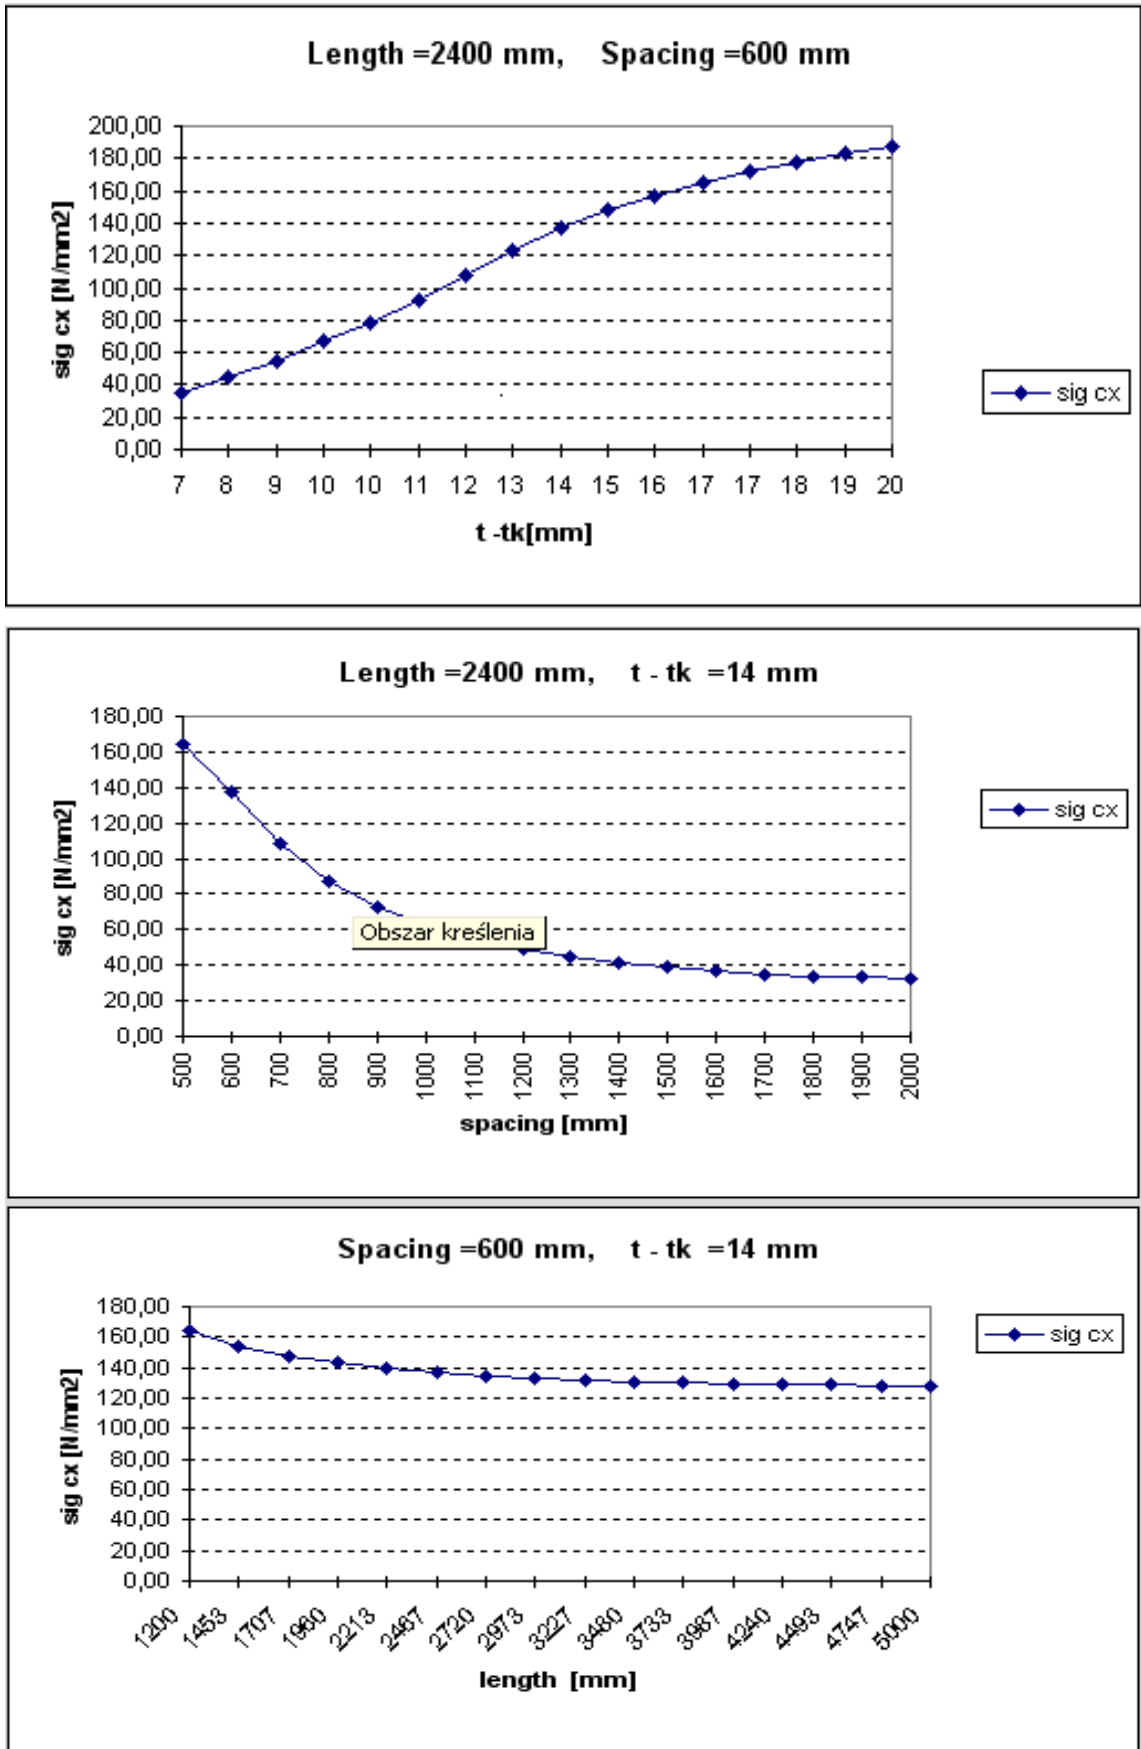 Length =2400 mm, Spacing =600 mm
200,00
180,00
160,00
140,00
120,00
100,00
80,00
60,00
40,00
20,00
0,00
sig cx [N/mm2]
7 8 9 10 10 11 12 13 14 15 16 17 17 18 19 20
t -tk[mm]
sig cx
Length =2400 mm, t - tk =14 mm
180,00
160,00
140,00
120,00
100,00
80,00
60,00
40,00
20,00
0,00
sig cx [N/mm2]
Obszar kreślenia
500 600 700 800 900 1000 1100 1200 1300 1400 1500 1600 1700 1800 1900 2000
spacing [mm]
sig cx
Spacing =600 mm, t - tk =14 mm
180,00
160,00
140,00
120,00
100,00
80,00
60,00
40,00
20,00
0,00
sig cx [N/mm2]
1200 1453 1707 1960 2213 2467 2720 2973 3227 3480 3733 3987 4240 4493 4747 5000
length [mm]
sig cx